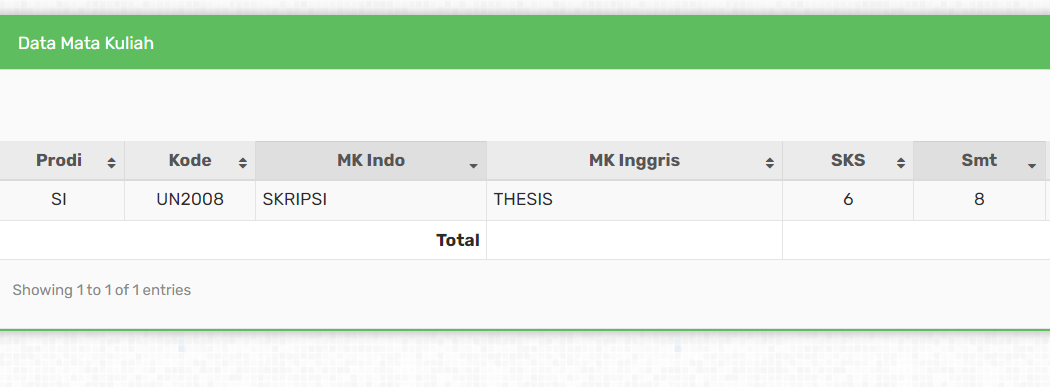 Data Mata Kuliah
Prodi Kode MK Indo MK Inggris SKS Smt
SI UN2008 SKRIPSI THESIS 6 8
Total
Showing 1 to 1 of 1 entries